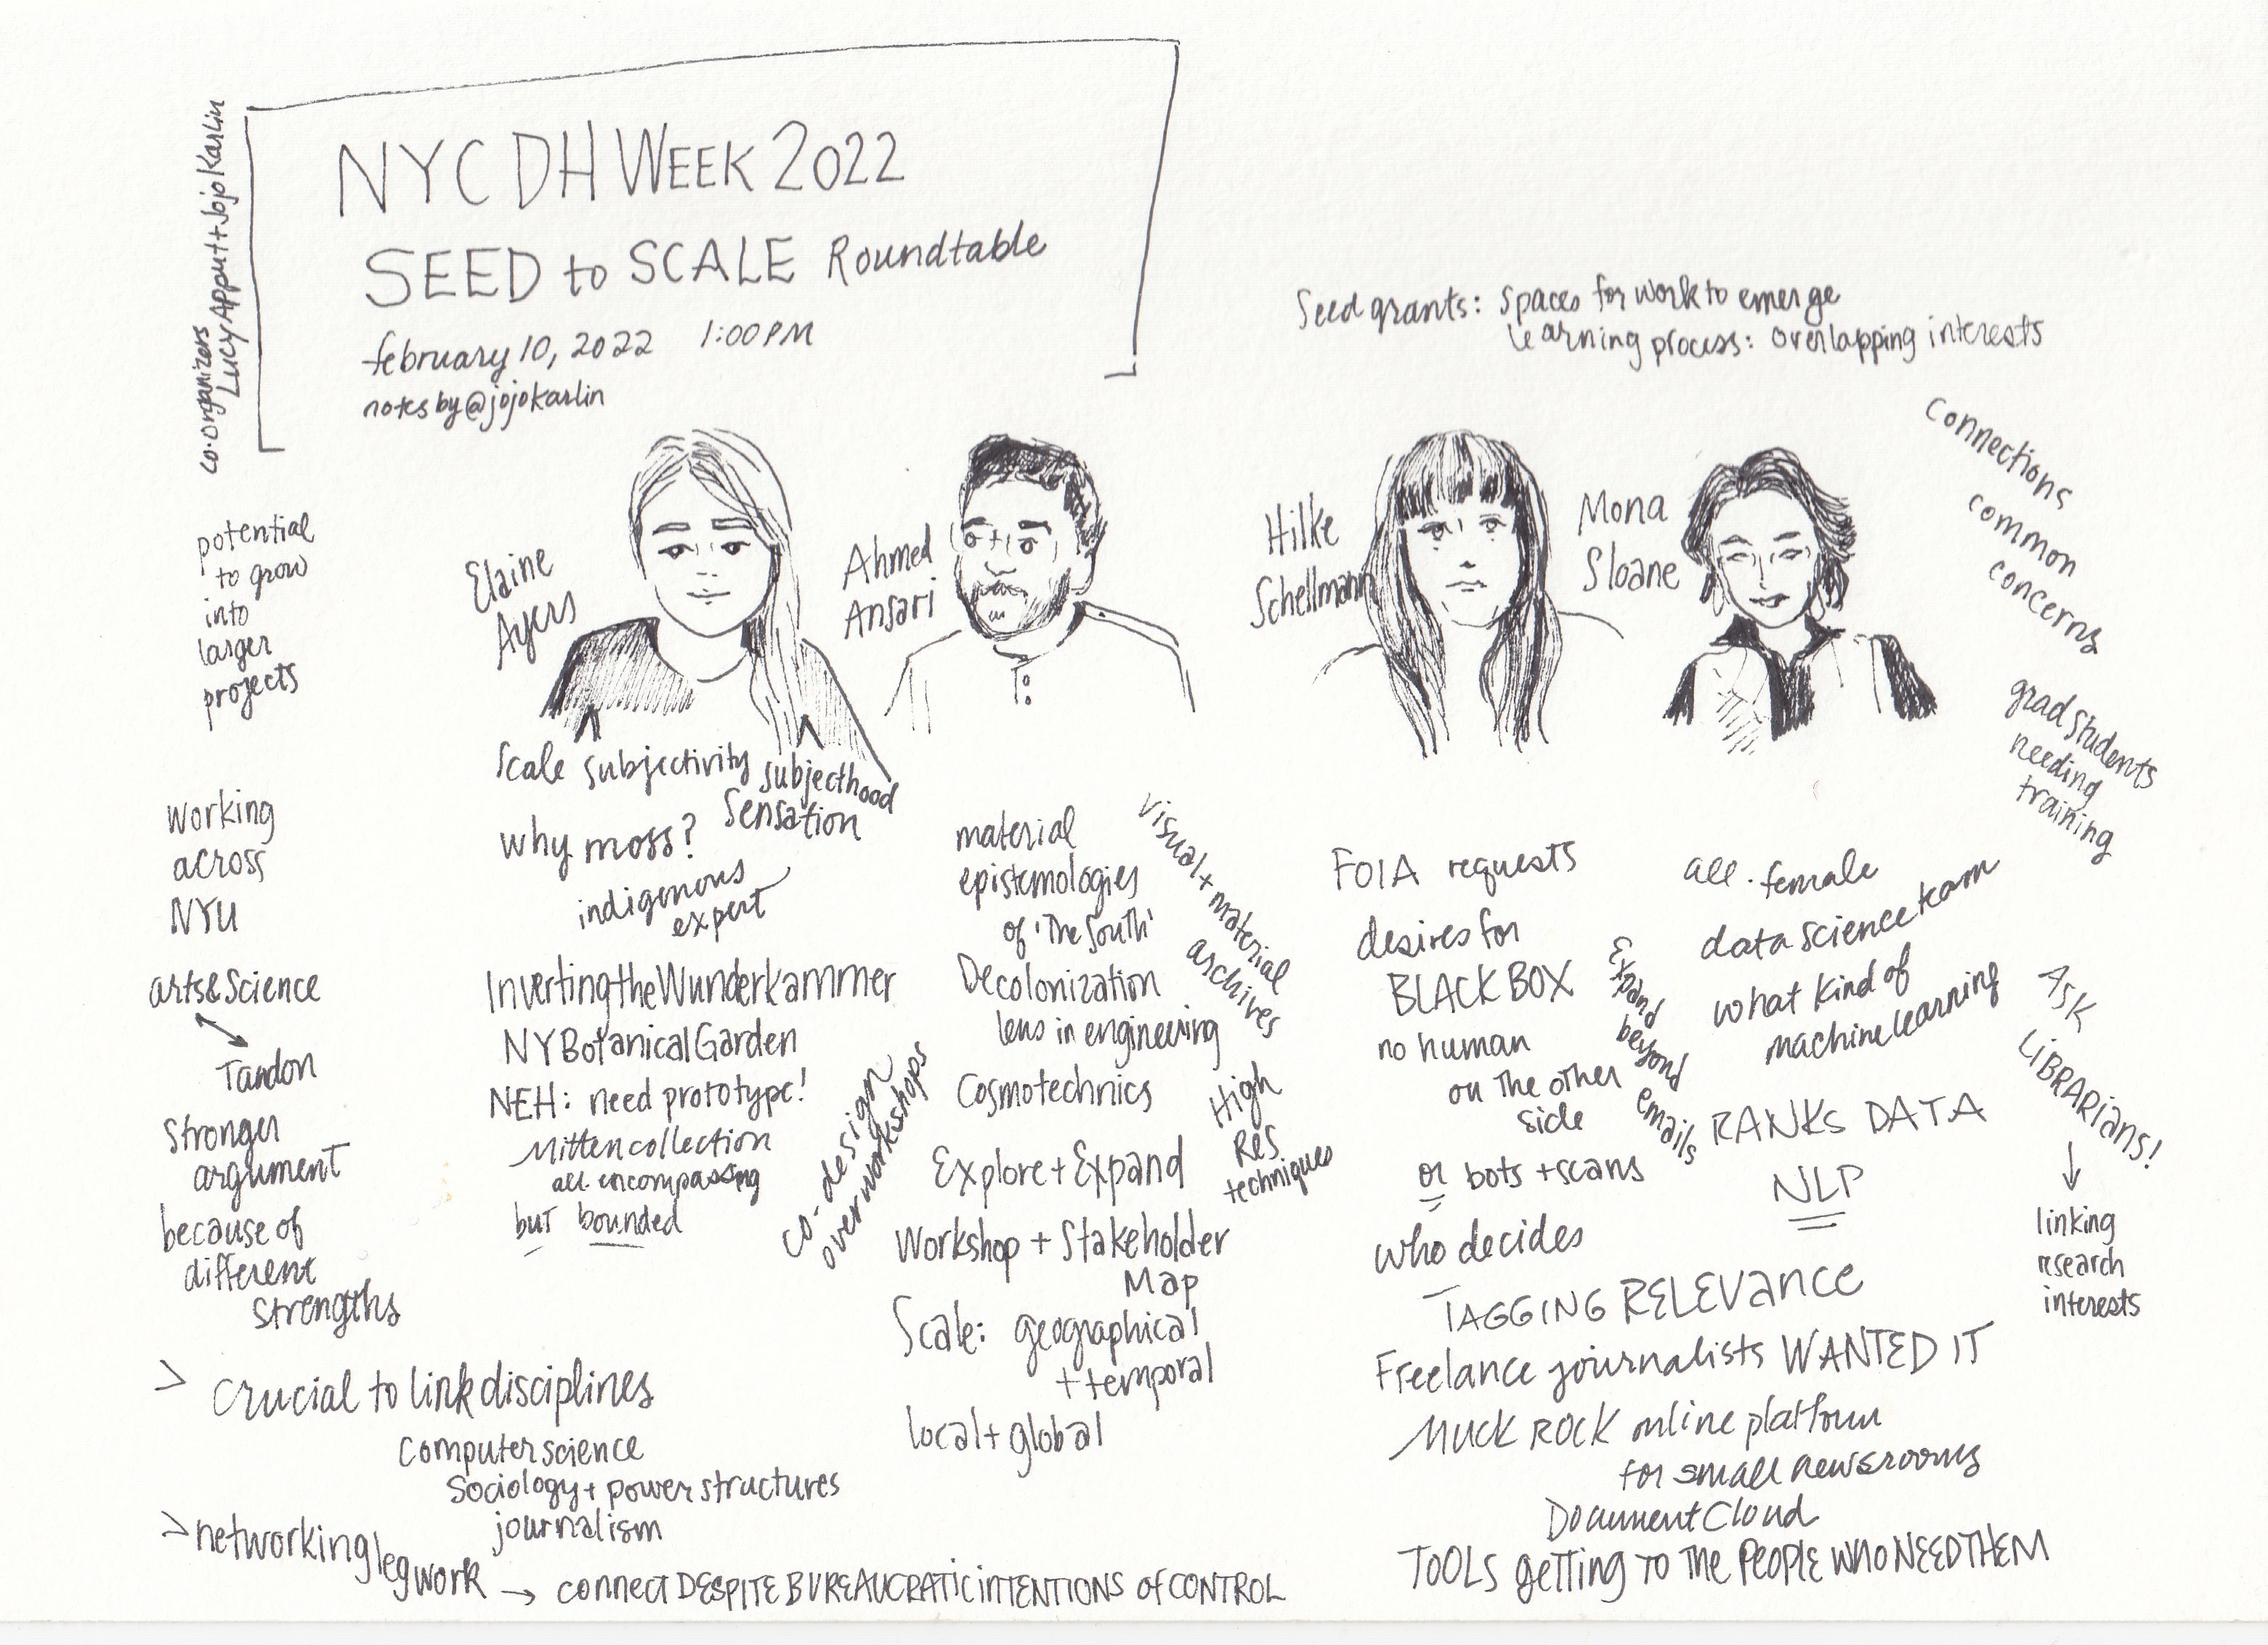 NYC DH WEEK 2022
SEED to SCALE Roundtable
february 10, 2022 1:00PM
notes by @jojokarlin
co-organizers
Lucy Appert + Jojo Karlin
Seed grants: spaces for work to emerge
learning process: overlapping interests
connections
common
concerns
grad students
needing
training
ASK
LIBRARIANS!
linking
research
interests
potential
to grow
into
larger
projects
working
across
NYU
arts&Science
Tandon
Stronger
argument
because of
different
strengths
> crucial to link disciplines
computer science
Sociology + power structures
journalism
> networking legwork → connect DESPITE BUREAUCRATIC INTENTIONS of CONTROL
Elaine
Ayers
Scale subjectivity subjecthood
sensation
why moss?
indigenous
expert
Inverting the Wunderkammer
NY Botanical Garden
NEH: need prototype!
Mitten collection
all encompassing
but bounded
Ahmed
Ansari
material
epistemologies
of 'The South'
Decolonization
lens in engineering
Cosmotechnics
Explore + Expand
Workshop + Stakeholder
Map
Scale: geographical
+ temporal
local + global
co-design
over workshops
visual + material
archives
High
Res
techniques
Hilke
Schellmann
Mona
Sloane
FOIA requests
desires for
BLACK BOX
no human
on the other
side
or bots + scans
who decides
TAGGING RELEVANCE
Freelance journalists WANTED IT
MUCK ROCK online platform
for small newsrooms
DocumentCloud
TOOLS getting TO THE PEOPLE WHO NEED THEM
Expand
beyond
emails
all-female
data science team
what kind of
machine learning
RANKS DATA
NLP